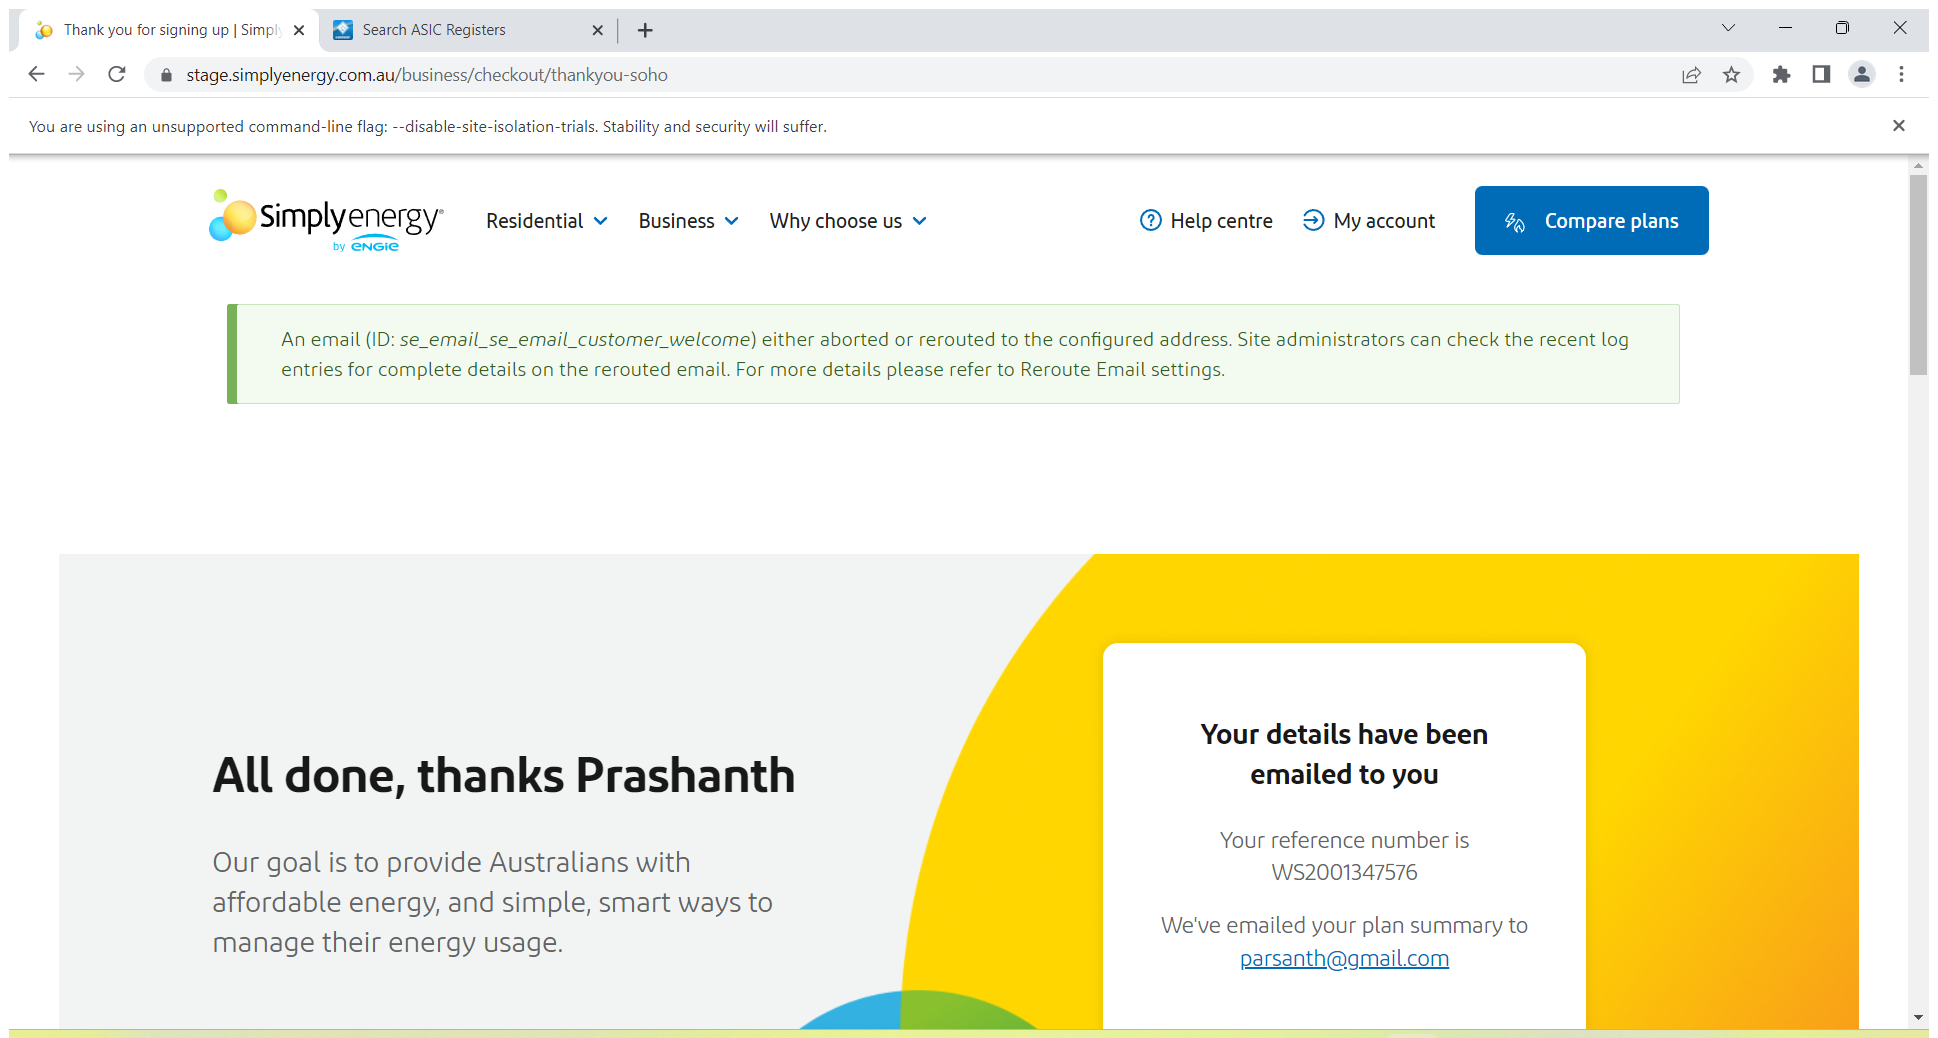 Thank you for signing up | Simply
Search ASIC Registers
stage.simplyenergy.com.au/business/checkout/thankyou-soho
You are using an unsupported command-line flag: --disable-site-isolation-trials. Stability and security will suffer.
Simplyenergy®
by ENGIE
Residential
Business
Why choose us
Help centre
My account
Compare plans
An email (ID: se_email_se_email_customer_welcome) either aborted or rerouted to the configured address. Site administrators can check the recent log
entries for complete details on the rerouted email. For more details please refer to Reroute Email settings.
All done, thanks Prashanth
Our goal is to provide Australians with
affordable energy, and simple, smart ways to
manage their energy usage.
Your details have been
emailed to you
Your reference number is
WS2001347576
We've emailed your plan summary to
parsanth@gmail.com